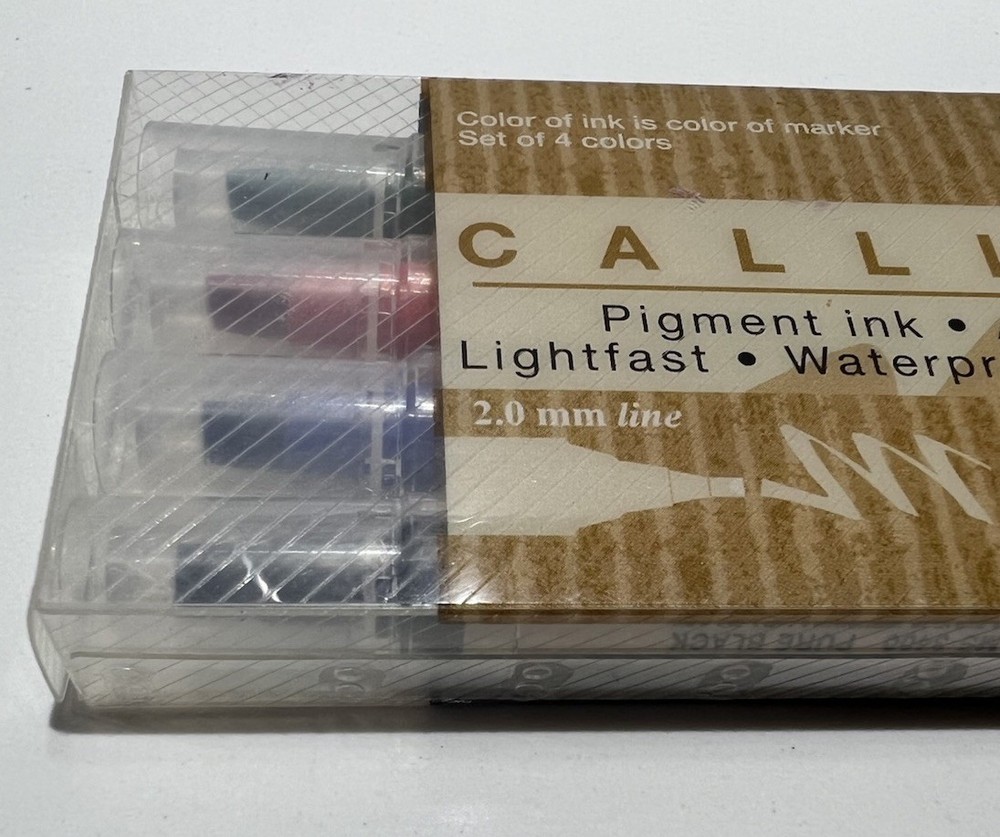 Color of ink is color of marker
Set of 4 colors
C A L L I
Pigment ink •
Lightfast • Waterpr
2.0 mm line
PURE BLACK